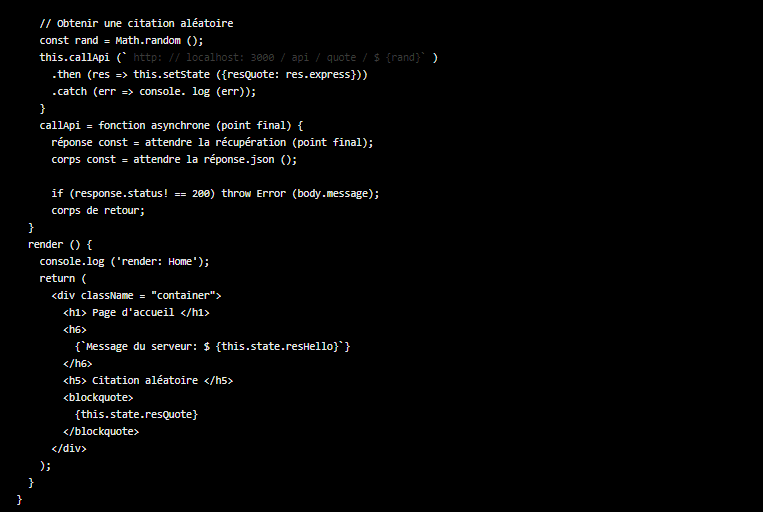 // Obtenir une citation aléatoire
const rand = Math.random ();
this.callApi (` http: // localhost: 3000 / api / quote / $ {rand}` )
.then (res => this.setState ({resQuote: res.express}))
.catch (err => console. log (err));
}
callApi = fonction asynchrone (point final) {
réponse const = attendre la récupération (point final);
corps const = attendre la réponse.json ();
if (response.status! == 200) throw Error (body.message);
corps de retour;
}
render () {
console.log ('render: Home');
return (
<div className = "container">
<h1> Page d'accueil </h1>
<h6>
{`Message du serveur: $ {this.state.resHello}`}
</h6>
<h5> Citation aléatoire </h5>
<blockquote>
{this.state.resQuote}
</blockquote>
</div>
);
}
}